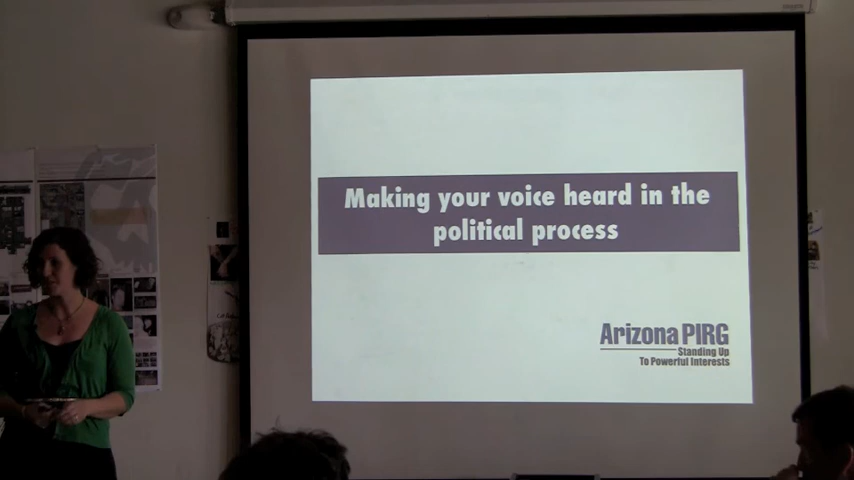 Making your voice heard in the
political process
Arizona PIRG
Standing Up
To Powerful Interests